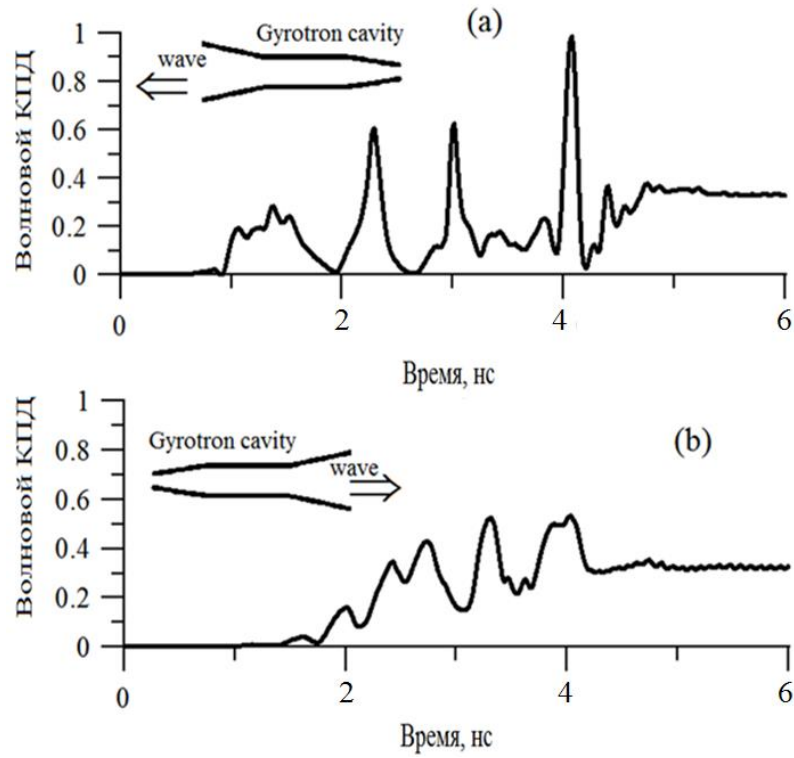 (a)
Gyrotron cavity
wave
Волновой КПД
1
0.8
0.6
0.4
0.2
0
0 2 4 6
Время, нс
(b)
Gyrotron cavity
wave
Волновой КПД
1
0.8
0.6
0.4
0.2
0
0 2 4 6
Время, нс